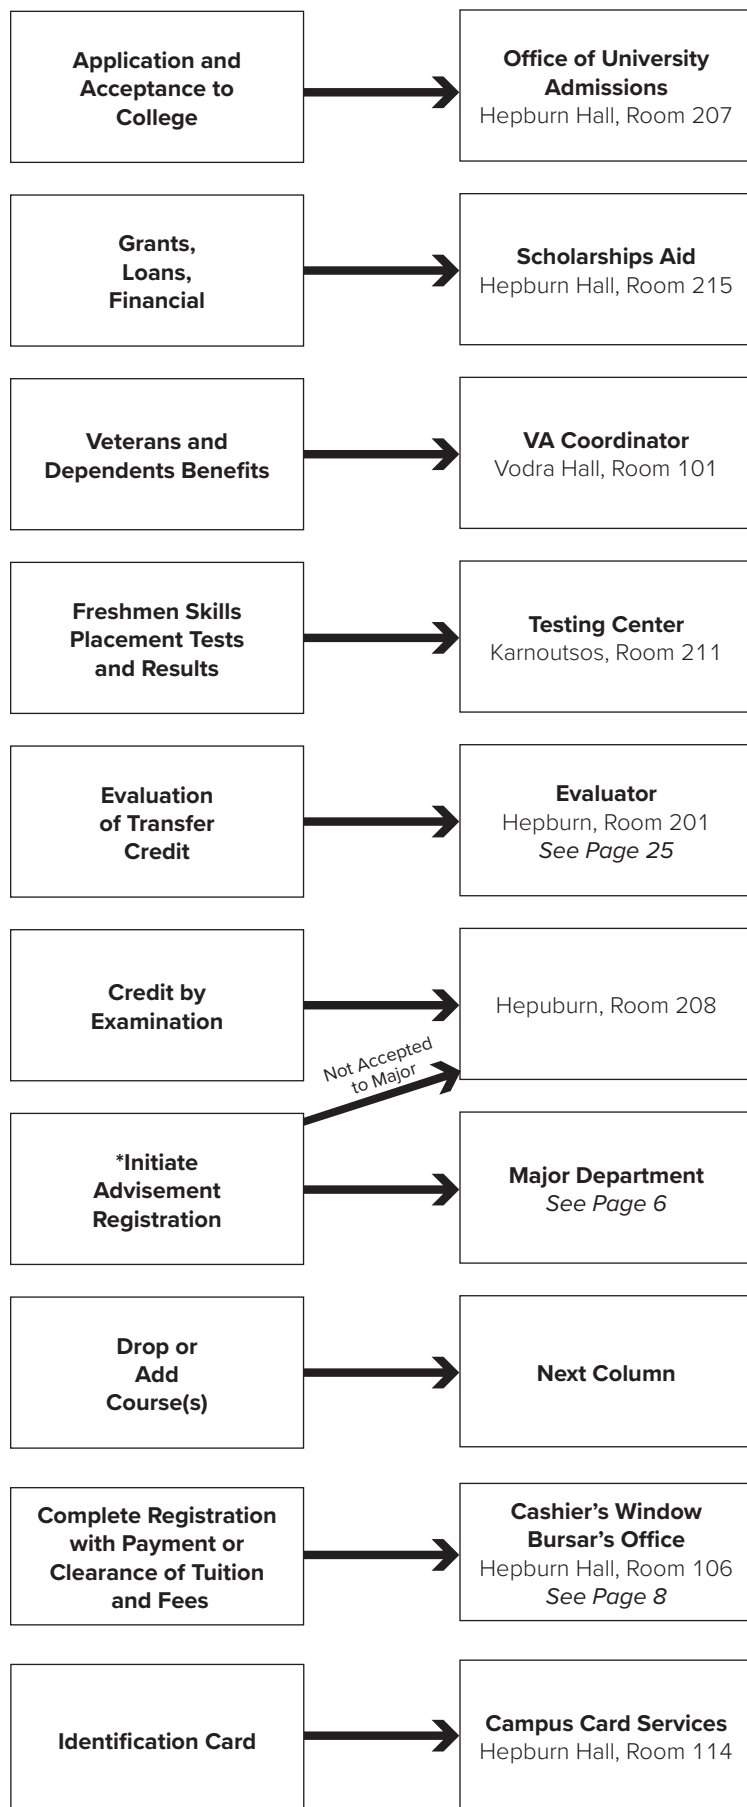 Application and
Acceptance to
College
Office of University
Admissions
Hepburn Hall, Room 207
Grants,
Loans,
Financial
Scholarships Aid
Hepburn Hall, Room 215
Veterans and
Dependents Benefits
VA Coordinator
Vodra Hall, Room 101
Freshmen Skills
Placement Tests
and Results
Testing Center
Karnoutsos, Room 211
Evaluation
of Transfer
Credit
Evaluator
Hepburn, Room 201
See Page 25
Credit by
Examination
Hepuburn, Room 208
Not Accepted
to Major
*Initiate
Advisement
Registration
Major Department
See Page 6
Drop or
Add
Course(s)
Next Column
Complete Registration
with Payment or
Clearance of Tuition
and Fees
Cashier’s Window
Bursar’s Office
Hepburn Hall, Room 106
See Page 8
Identification Card
Campus Card Services
Hepburn Hall, Room 114